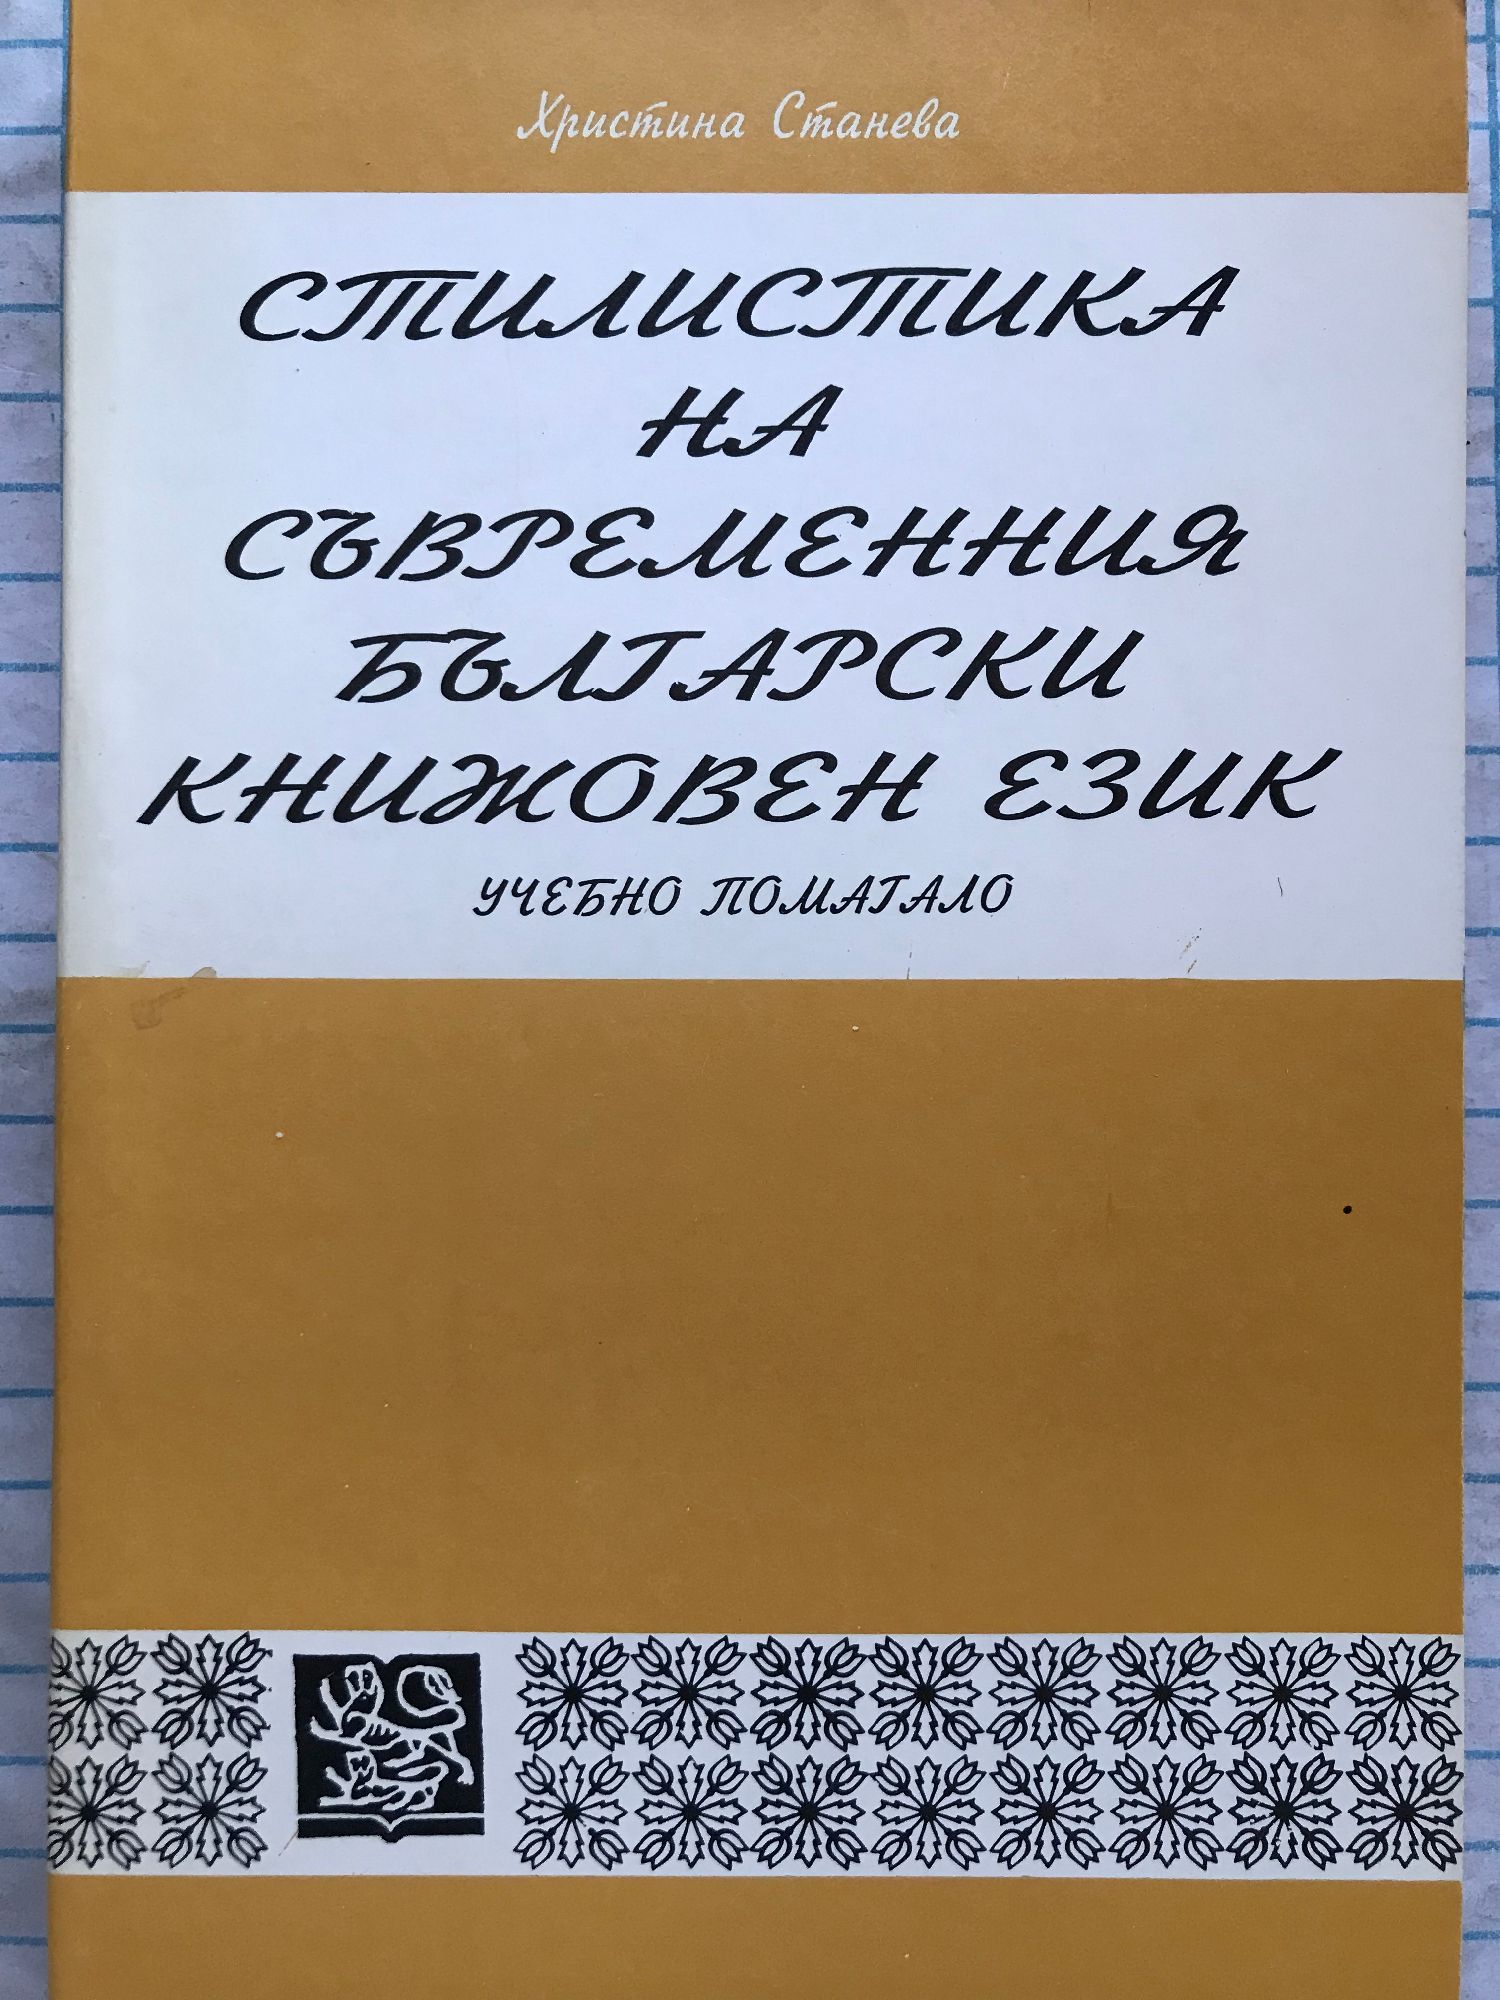 Христина Станева
СТИЛИСТИКА
НА
СЪВРЕМЕННИЯ
БЪЛГАРСКИ
КНИЖОВЕН ЕЗИК
УЧЕБНО ПОМАГАЛО